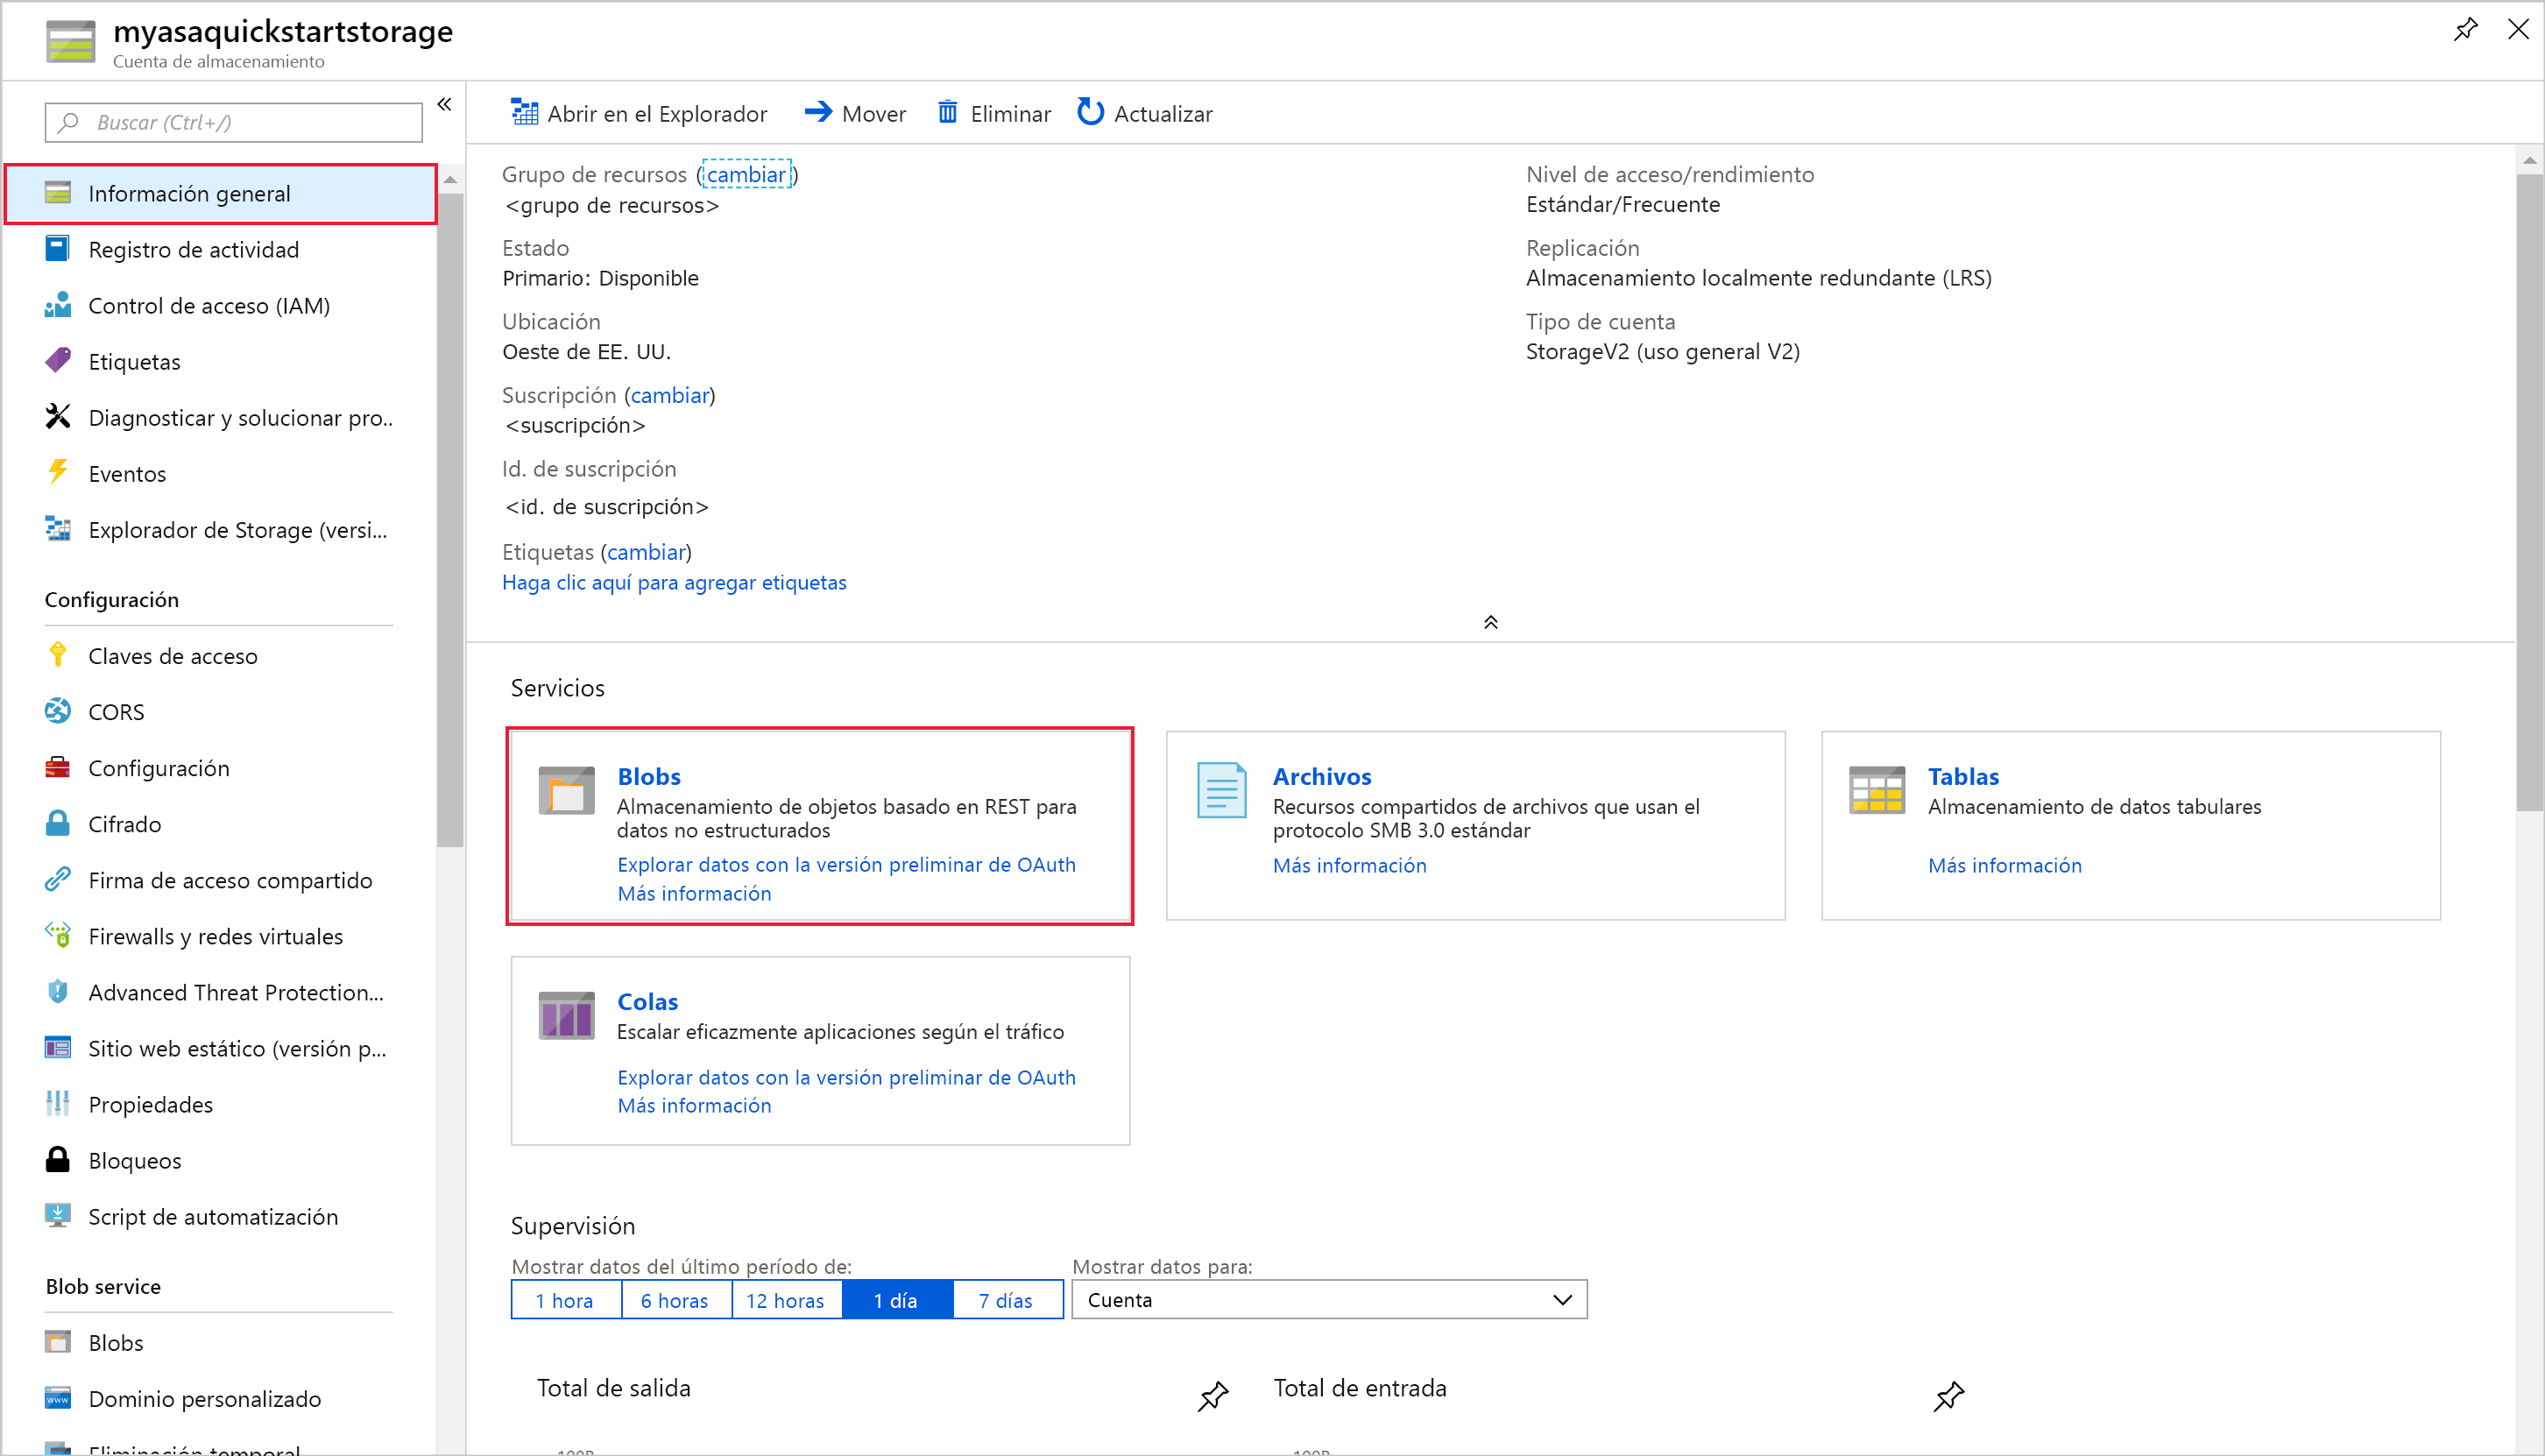 myasaquickstartstorage
Cuenta de almacenamiento
Buscar (Ctrl+/)
Información general
Registro de actividad
Control de acceso (IAM)
Etiquetas
Diagnosticar y solucionar pro..
Eventos
Explorador de Storage (versi...
Configuración
Claves de acceso
CORS
Configuración
Cifrado
Firma de acceso compartido
Firewalls y redes virtuales
Advanced Threat Protection...
Sitio web estático (versión p...
Propiedades
Bloqueos
Script de automatización
Blob service
Blobs
Dominio personalizado
Eliminación temporal
Abrir en el Explorador
Mover
Eliminar
Actualizar
Grupo de recursos (cambiar)
<grupo de recursos>
Estado
Primario: Disponible
Ubicación
Oeste de EE. UU.
Suscripción (cambiar)
<suscripción>
Id. de suscripción
<id. de suscripción>
Etiquetas (cambiar)
Haga clic aquí para agregar etiquetas
Nivel de acceso/rendimiento
Estándar/Frecuente
Replicación
Almacenamiento localmente redundante (LRS)
Tipo de cuenta
StorageV2 (uso general V2)
Servicios
Blobs
Almacenamiento de objetos basado en REST para
datos no estructurados
Explorar datos con la versión preliminar de OAuth
Más información
Archivos
Recursos compartidos de archivos que usan el
protocolo SMB 3.0 estándar
Más información
Tablas
Almacenamiento de datos tabulares
Más información
Colas
Escalar eficazmente aplicaciones según el tráfico
Explorar datos con la versión preliminar de OAuth
Más información
Supervisión
Mostrar datos del último período de:
1 hora
6 horas
12 horas
1 día
7 días
Mostrar datos para:
Cuenta
Total de salida
Total de entrada